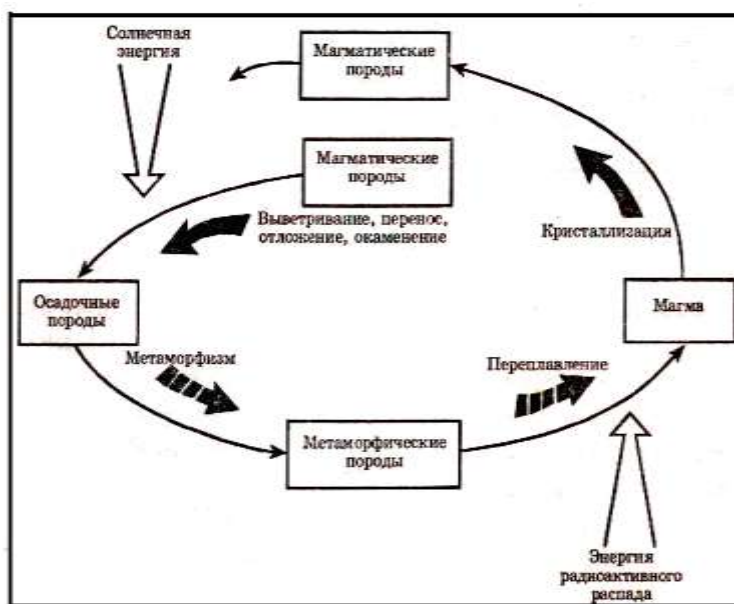 Солнечная
энергия
Магматические
породы
Магматические
породы
Выветривание, перенос,
отложение, окаменение
Кристаллизация
Осадочные
породы
Магма
Метаморфизм
Переплавление
Метаморфические
породы
Энергия
радиоактивного
распада